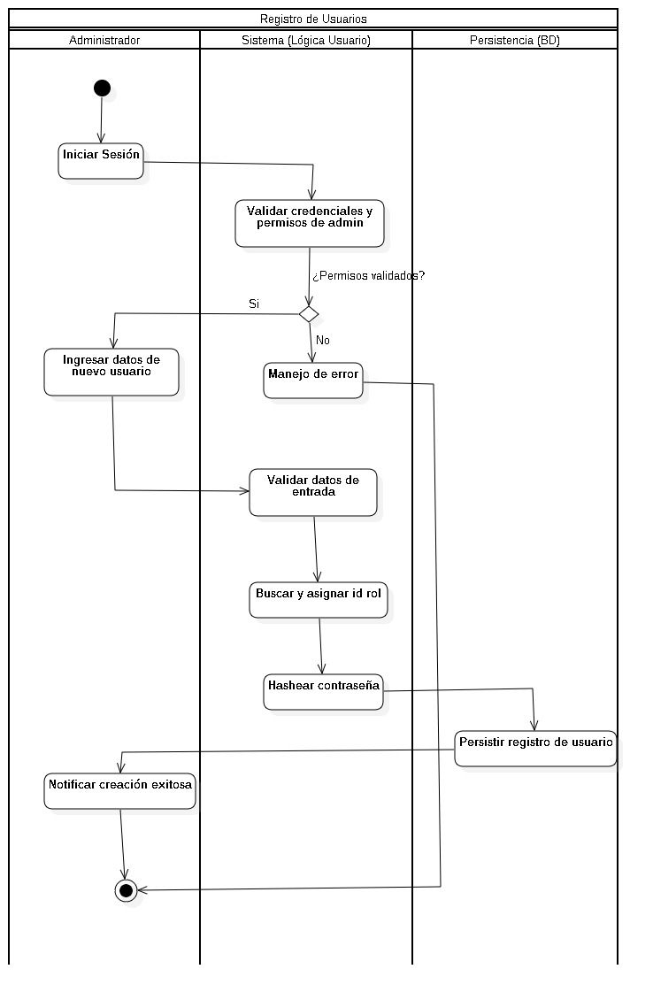 Registro de Usuarios
Administrador
Sistema (Lógica Usuario)
Persistencia (BD)
Iniciar Sesión
Validar credenciales y
permisos de admin
¿Permisos validados?
Si
No
Ingresar datos de
nuevo usuario
Manejo de error
Validar datos de
entrada
Buscar y asignar id rol
Hashear contraseña
Persistir registro de usuario
Notificar creación exitosa